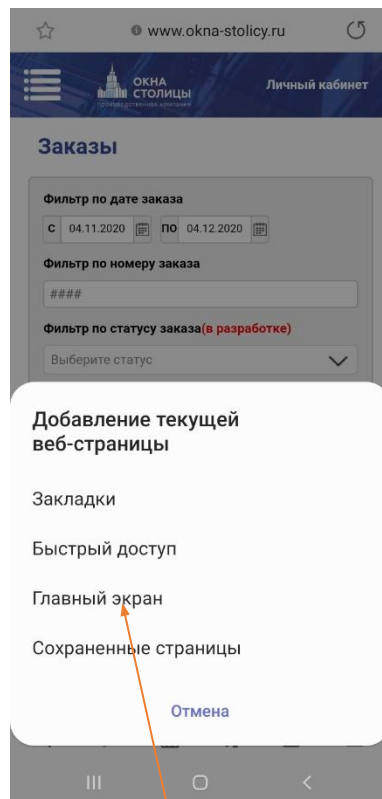 www.okna-stolicy.ru
ОКНА
СТОЛИЦЫ
производственная компания
Личный кабинет
Заказы
Фильтр по дате заказа
С 04.11.2020 ПО 04.12.2020
Фильтр по номеру заказа
####
Фильтр по статусу заказа(в разработке)
Выберите статус
Добавление текущей
веб-страницы
Закладки
Быстрый доступ
Главный экран
Сохраненные страницы
Отмена